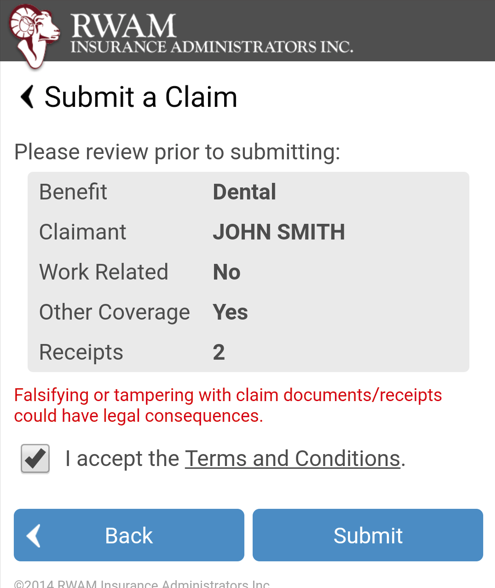 RWAM
INSURANCE ADMINISTRATORS INC.
Submit a Claim
Please review prior to submitting:
Benefit Dental
Claimant JOHN SMITH
Work Related No
Other Coverage Yes
Receipts 2
Falsifying or tampering with claim documents/receipts
could have legal consequences.
I accept the Terms and Conditions.
Back Submit
©2014 RWAM Insurance Administrators Inc.